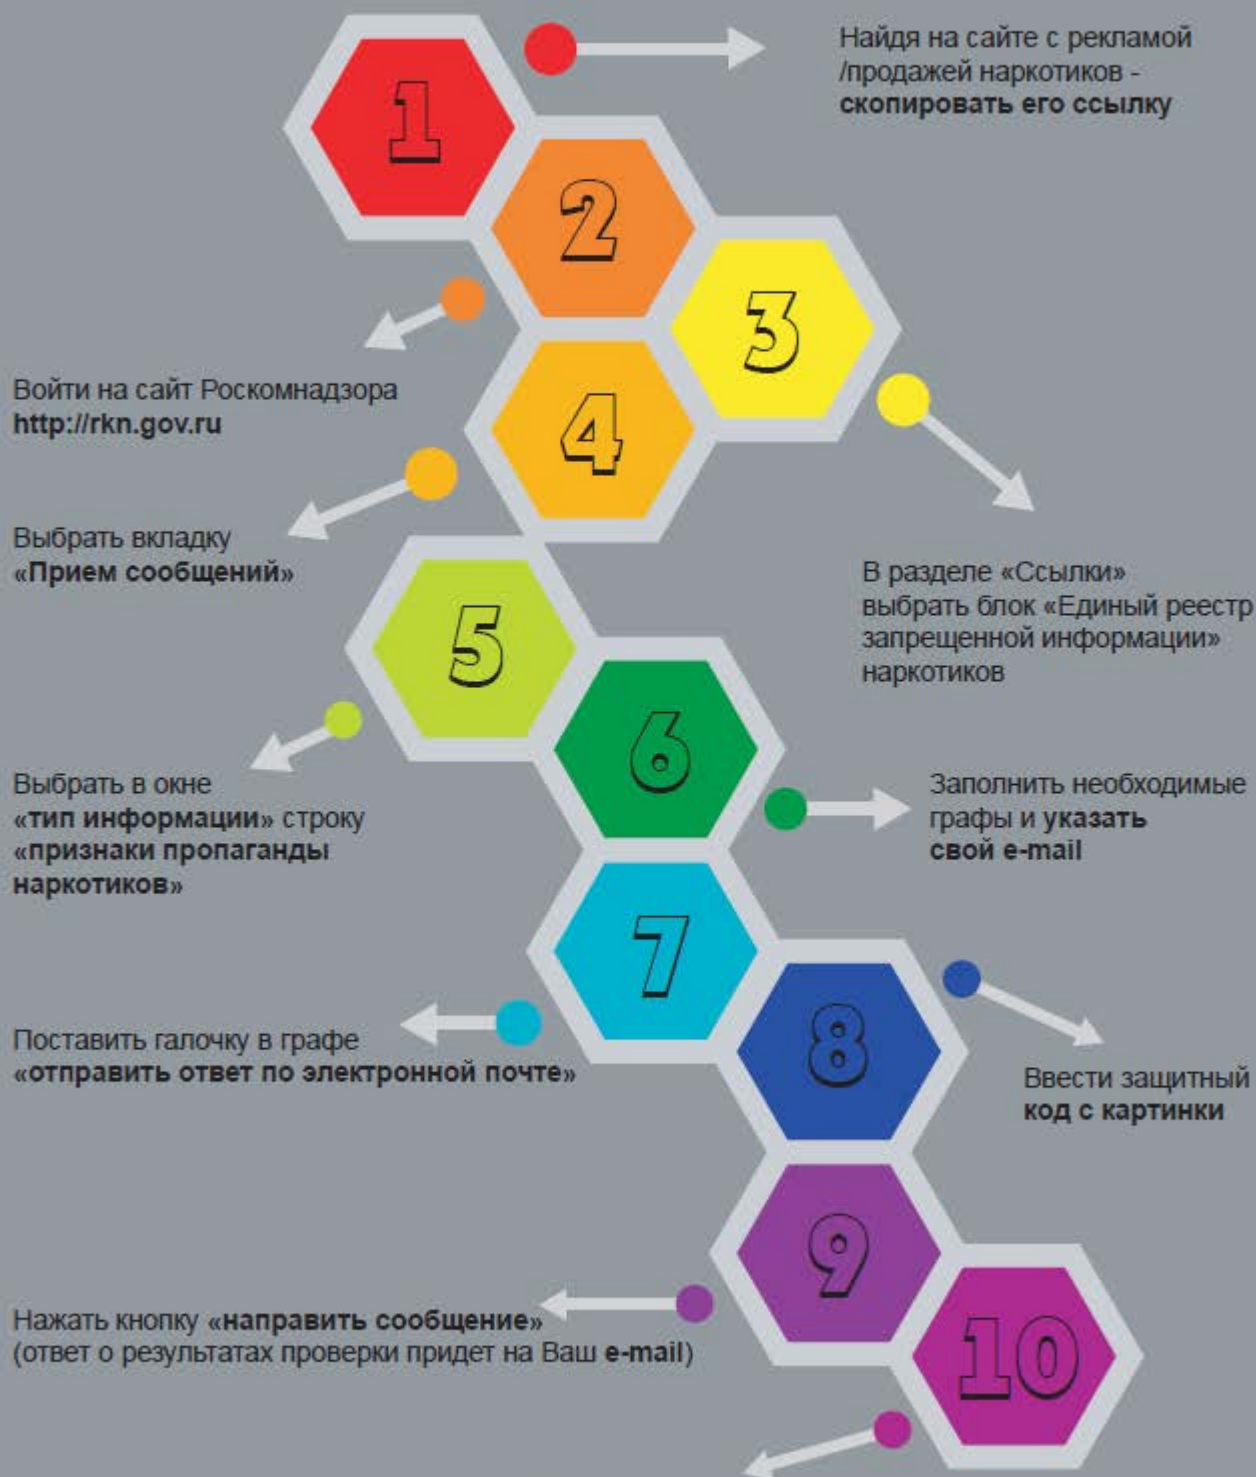 1
Найдя на сайте с рекламой
/продажей наркотиков -
скопировать его ссылку
2
Войти на сайт Роскомнадзора
http://rkn.gov.ru
3
В разделе «Ссылки»
выбрать блок «Единый реестр
запрещенной информации»
наркотиков
4
Выбрать вкладку
«Прием сообщений»
5
Выбрать в окне
«тип информации» строку
«признаки пропаганды
наркотиков»
6
Заполнить необходимые
графы и указать
свой e-mail
7
Поставить галочку в графе
«отправить ответ по электронной почте»
8
Ввести защитный
код с картинки
9
Нажать кнопку «направить сообщение»
(ответ о результатах проверки придет на Ваш e-mail)
10